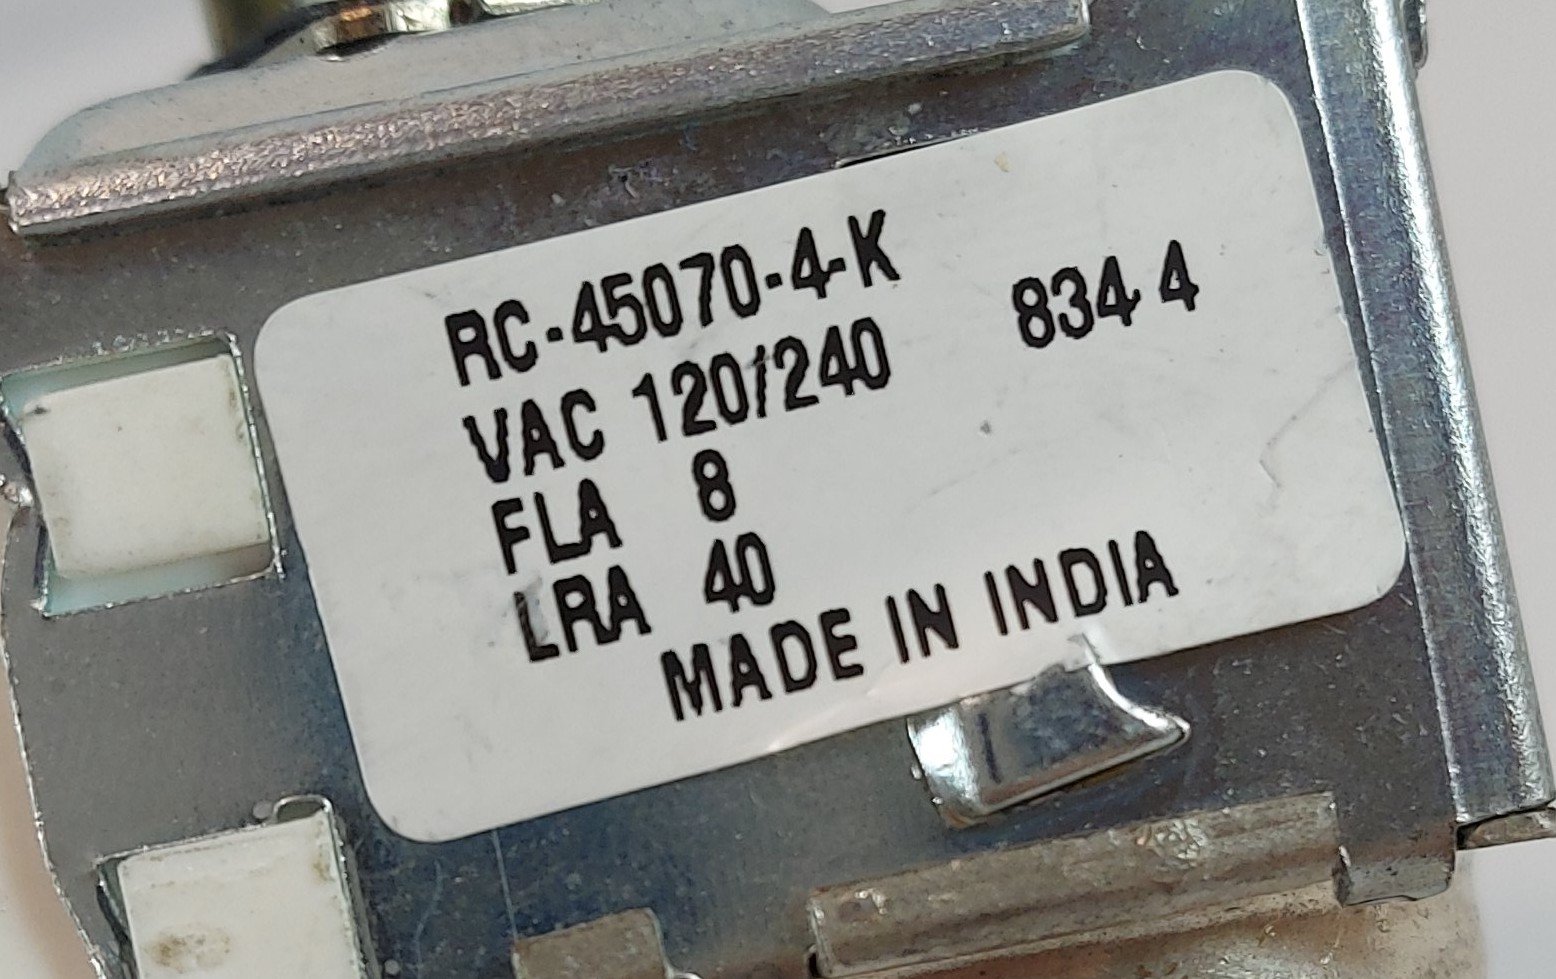 RC-45070-4-K
VAC 120/240 834 4
FLA 8
LRA 40
MADE IN INDIA